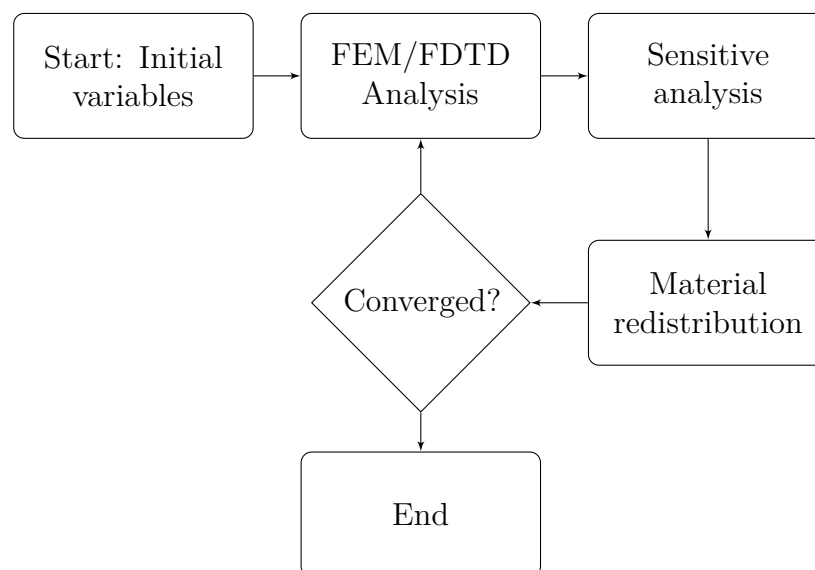 Start: Initial
variables
FEM/FDTD
Analysis
Sensitive
analysis
Converged?
Material
redistribution
End